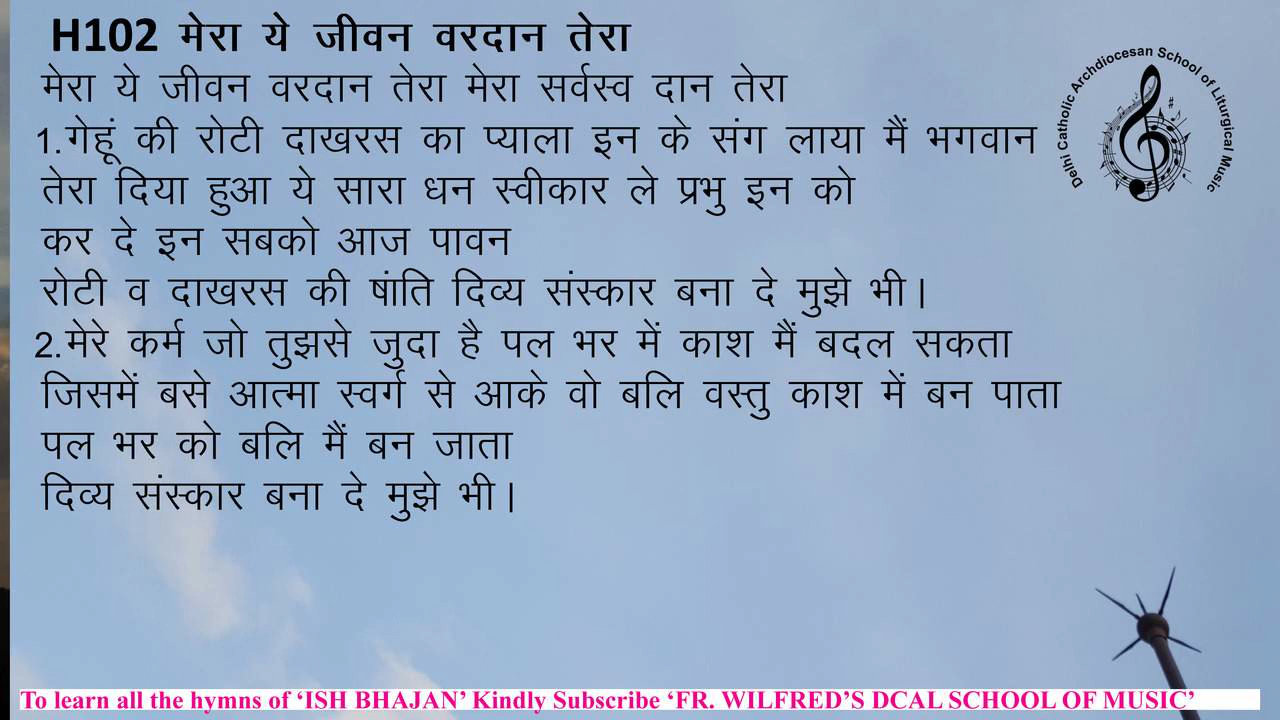 H102 मेरा ये जीवन वरदान तेरा
मेरा ये जीवन वरदान तेरा मेरा सर्वस्व दान तेरा
1.गेहूं की रोटी दाखरस का प्याला इन के संग लाया मैं भगवान
तेरा दिया हुआ ये सारा धन स्वीकार ले प्रभु इन को
कर दे इन सबको आज पावन
रोटी व दाखरस की षांति दिव्य संस्कार बना दे मुझे भी।
2.मेरे कर्म जो तुझसे जुदा है पल भर में काश मैं बदल सकता
जिसमें बसे आत्मा स्वर्ग से आके वो बलि वस्तु काश में बन पाता
पल भर को बलि मैं बन जाता
दिव्य संस्कार बना दे मुझे भी।
Delhi Catholic Archdiocesan School of Liturgical Music
To learn all the hymns of ‘ISH BHAJAN’ Kindly Subscribe ‘FR. WILFRED’S DCAL SCHOOL OF MUSIC’